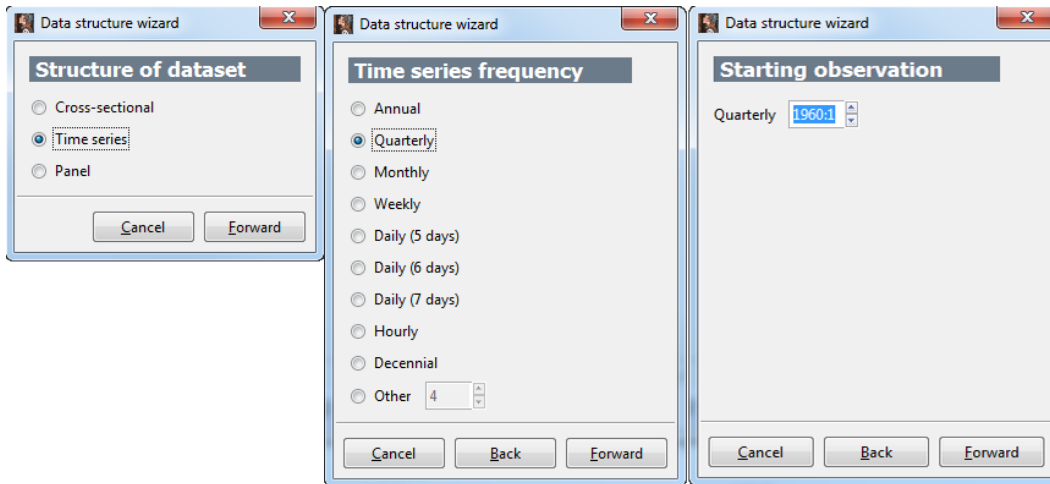 Data structure wizard
Structure of dataset
Cross-sectional
Time series
Panel
Cancel
Forward
Data structure wizard
Time series frequency
Annual
Quarterly
Monthly
Weekly
Daily (5 days)
Daily (6 days)
Daily (7 days)
Hourly
Decennial
Other 4
Cancel
Back
Forward
Data structure wizard
Starting observation
Quarterly 1960:1
Cancel
Back
Forward